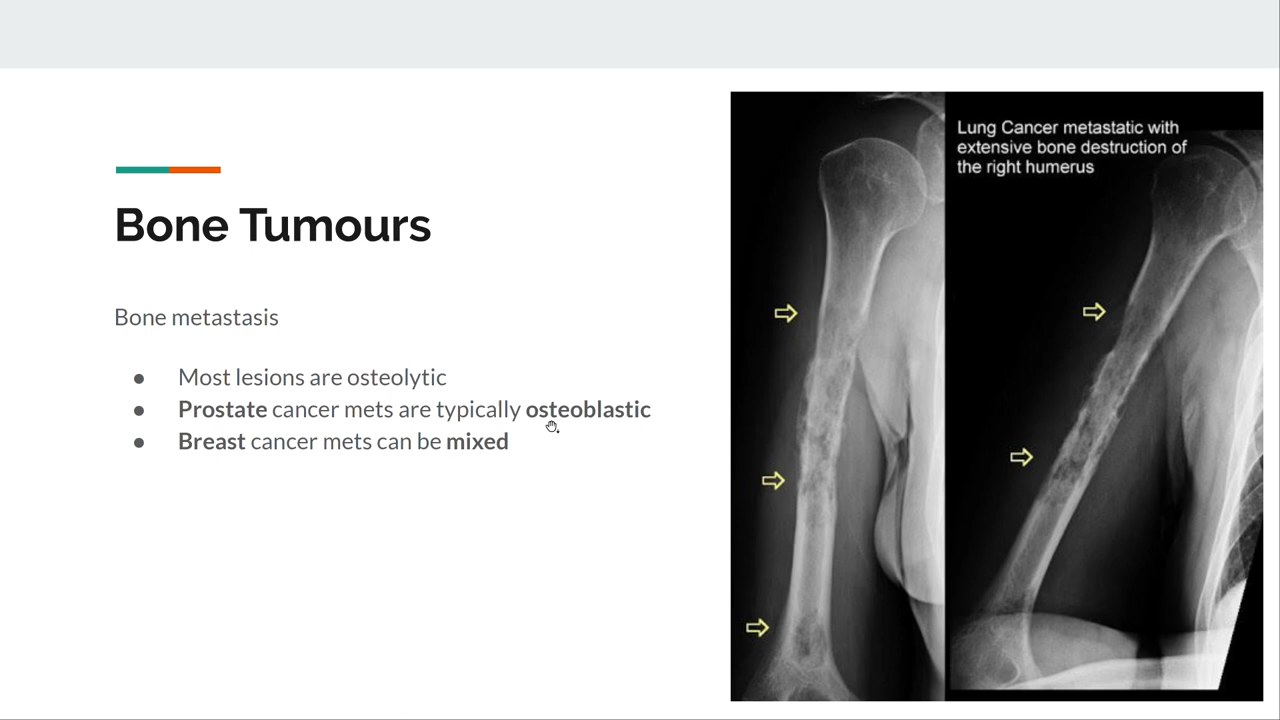 Bone Tumours
Bone metastasis
● Most lesions are osteolytic
● Prostate cancer mets are typically osteoblastic
● Breast cancer mets can be mixed
Lung Cancer metastatic with
extensive bone destruction of
the right humerus